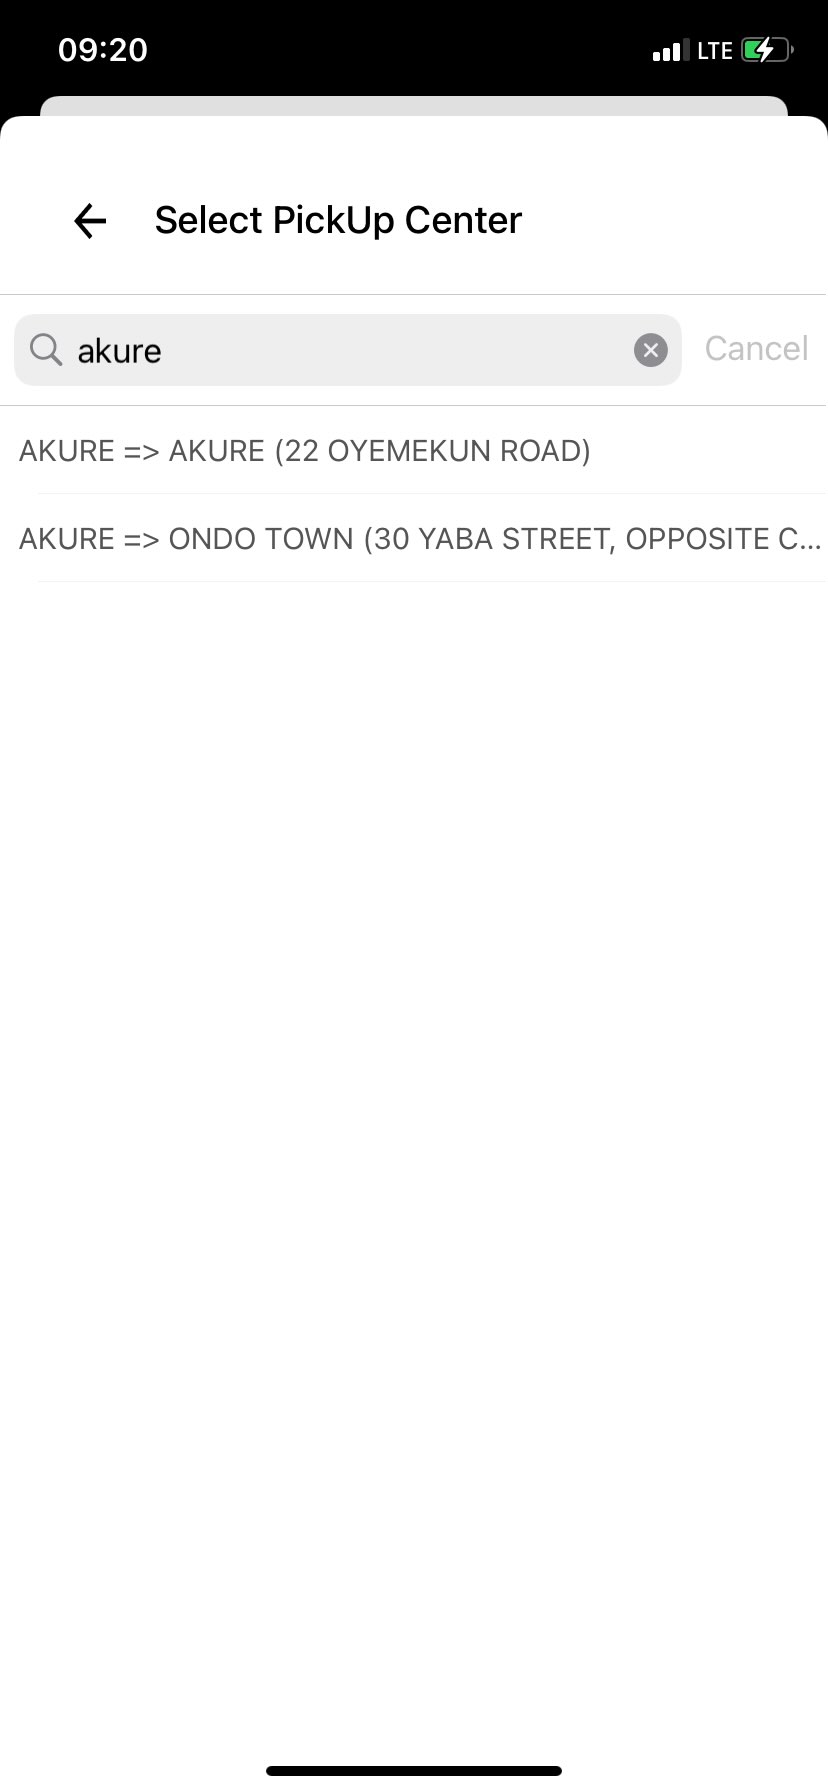 09:20
LTE
Select PickUp Center
akure
Cancel
AKURE => AKURE (22 OYEMEKUN ROAD)
AKURE => ONDO TOWN (30 YABA STREET, OPPOSITE C...